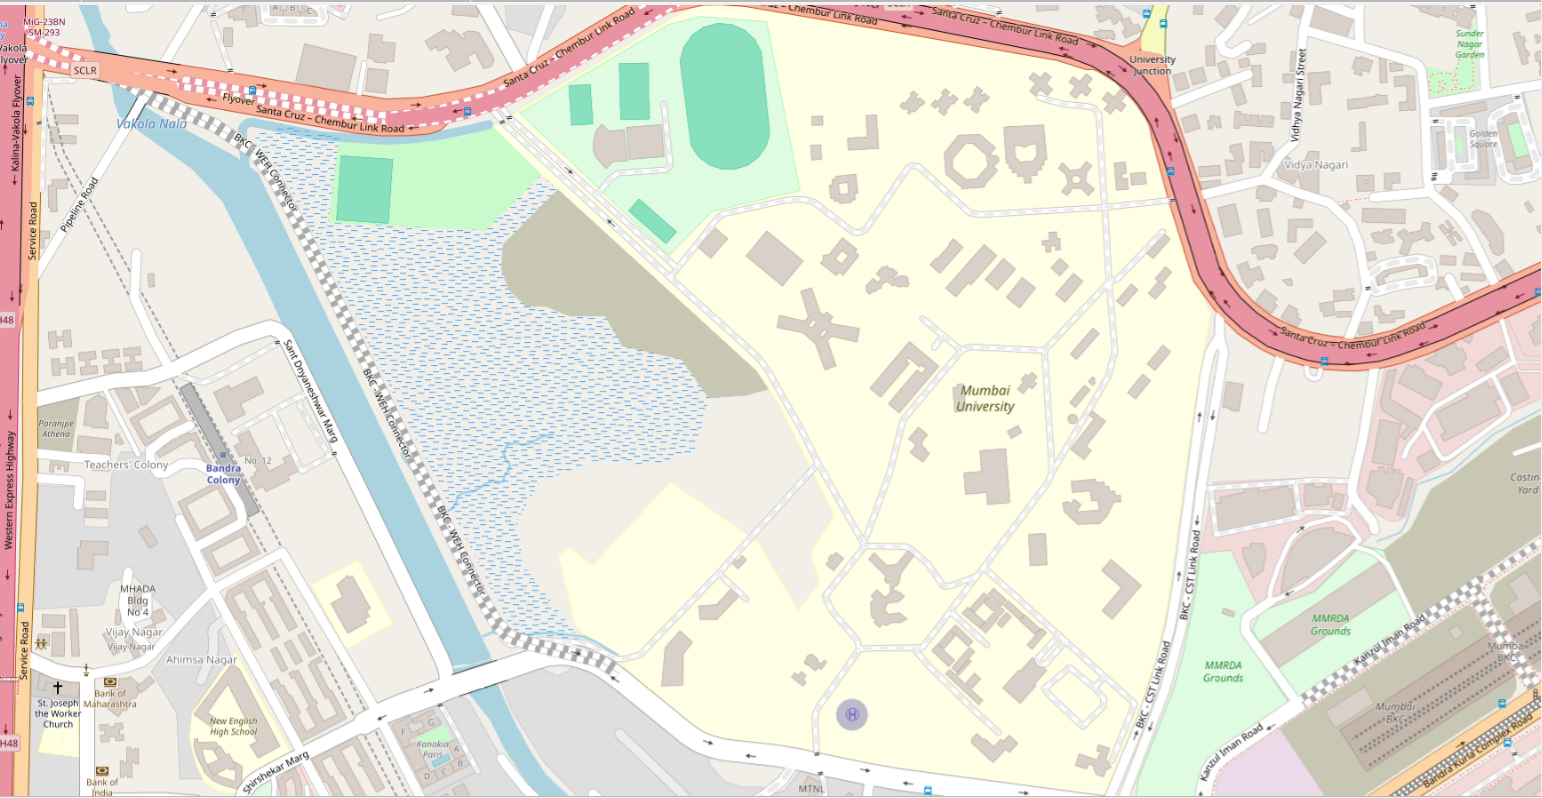 MiG-23BN
SM-293
Vakola
lyover
SCLR
Flyover
Santa Cruz – Chembur Link Road
Santa Cruz – Chembur Link Road
Chembur Link Road
Santa Cruz – Chembur Link Road
University
Junction
Sunder
Nagar
Garden
Vidhya Nagari Street
Golden
Square
Vidya Nagari
Kalina-Vakola Flyover
Vakola Nala
BKC - WEH Connector
Pipeline Road
Service Road
H48
Santa Cruz – Chembur Link Road
Sant Dnyaneshwar Marg
BKC - WEH Connector
Mumbai
University
Paranjpe
Athena
Teachers' Colony
No. 12
Bandra
Colony
Western Express Highway
BKC - WEH Connector
Castin
Yard
BKC - CST Link Road
MHADA
Bldg
No 4
Vijay Nagar
Vijay Nagar
Service Road
Ahimsa Nagar
MMRDA
Grounds
Kanzul Iman Road
Mumba
BKC
MMRDA
Grounds
BKC - CST Link Road
St. Joseph
the Worker
Church
Bank of
Maharashtra
New English
High School
H
Mumbai
BKC
G
F
A
B
C
D
Kanakia
Paris
H48
Shirshekar Marg
Kanzul Iman Road
Bandra Kurla Complex Road
Bank of
India
MTNL